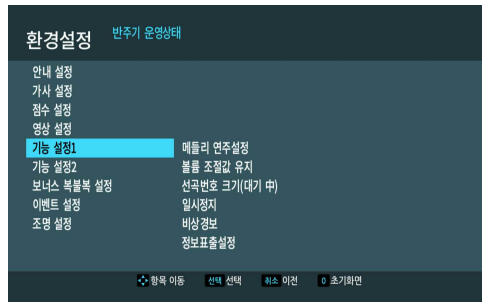 환경설정 반주기 운영상태
안내 설정
가사 설정
점수 설정
영상 설정
기능 설정1 메들리 연주설정
기능 설정2 볼륨 조절값 유지
보너스 복불복 설정 선곡번호 크기(대기 中)
이벤트 설정 일시정지
조명 설정 비상경보
정보표출설정
항목 이동 선택 선택 취소 이전 0 초기화면